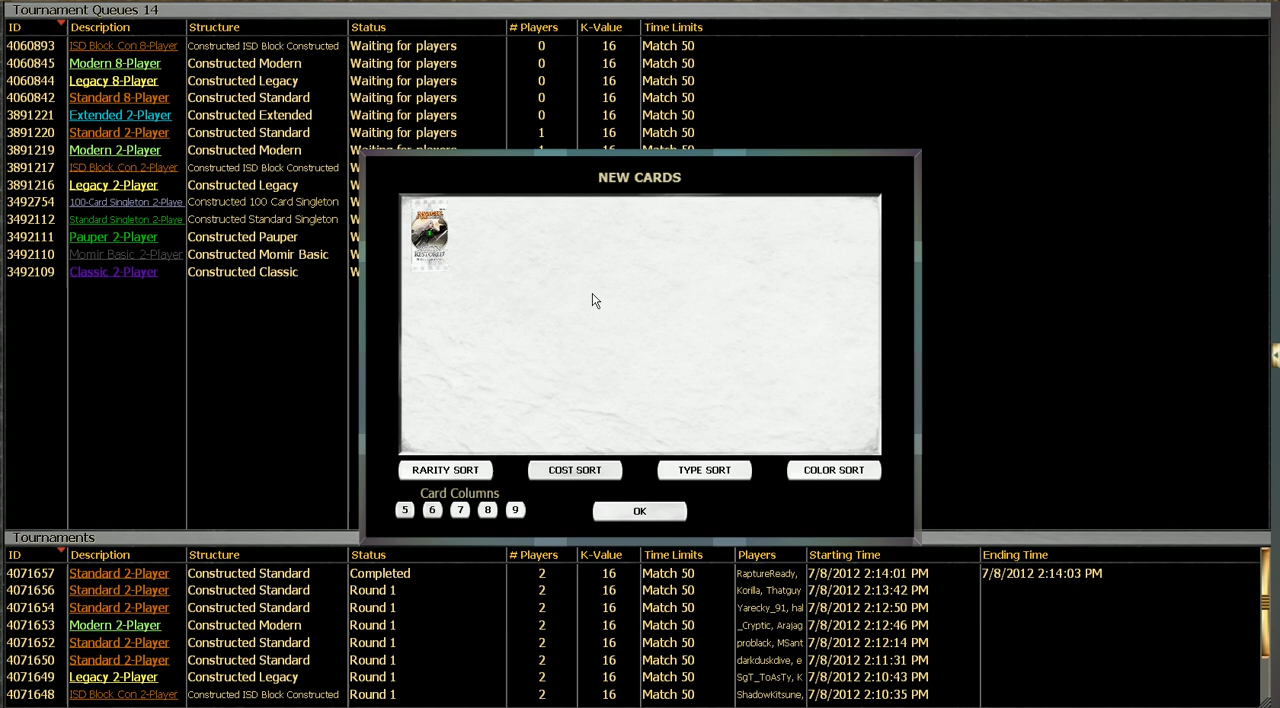 Tournament Queues 14
ID Description Structure Status # Players K-Value Time Limits
4060893 ISD Block Con 8-Player Constructed ISD Block Constructed Waiting for players 0 16 Match 50
4060845 Modern 8-Player Constructed Modern Waiting for players 0 16 Match 50
4060844 Legacy 8-Player Constructed Legacy Waiting for players 0 16 Match 50
4060842 Standard 8-Player Constructed Standard Waiting for players 0 16 Match 50
3891221 Extended 2-Player Constructed Extended Waiting for players 0 16 Match 50
3891220 Standard 2-Player Constructed Standard Waiting for players 1 16 Match 50
3891219 Modern 2-Player Constructed Modern Waiting for players 1 16 Match 50
3891217 ISD Block Con 2-Player Constructed ISD Block Constructed W
3891216 Legacy 2-Player Constructed Legacy W
3492754 100-Card Singleton 2-Playe Constructed 100 Card Singleton W
3492112 Standard Singleton 2-Playe Constructed Standard Singleton W
3492111 Pauper 2-Player Constructed Pauper W
3492110 Momir Basic 2-Player Constructed Momir Basic W
3492109 Classic 2-Player Constructed Classic W
NEW CARDS
RESTORED
RARITY SORT COST SORT TYPE SORT COLOR SORT
Card Columns
5 6 7 8 9 OK
Tournaments
ID Description Structure Status # Players K-Value Time Limits Players Starting Time Ending Time
4071657 Standard 2-Player Constructed Standard Completed 2 16 Match 50 RaptureReady, 7/8/2012 2:14:01 PM 7/8/2012 2:14:03 PM
4071656 Standard 2-Player Constructed Standard Round 1 2 16 Match 50 Korilla, Thatguy 7/8/2012 2:13:42 PM
4071654 Standard 2-Player Constructed Standard Round 1 2 16 Match 50 Yarecky_91, hal 7/8/2012 2:12:50 PM
4071653 Modern 2-Player Constructed Modern Round 1 2 16 Match 50 _Cryptic, Arajag 7/8/2012 2:12:46 PM
4071652 Standard 2-Player Constructed Standard Round 1 2 16 Match 50 problack, MSant 7/8/2012 2:12:14 PM
4071650 Standard 2-Player Constructed Standard Round 1 2 16 Match 50 darkduskdive, e 7/8/2012 2:11:31 PM
4071649 Legacy 2-Player Constructed Legacy Round 1 2 16 Match 50 SgT_ToAsTy, K 7/8/2012 2:10:43 PM
4071648 ISD Block Con 2-Player Constructed ISD Block Constructed Round 1 2 16 Match 50 ShadowKitsune, 7/8/2012 2:10:35 PM